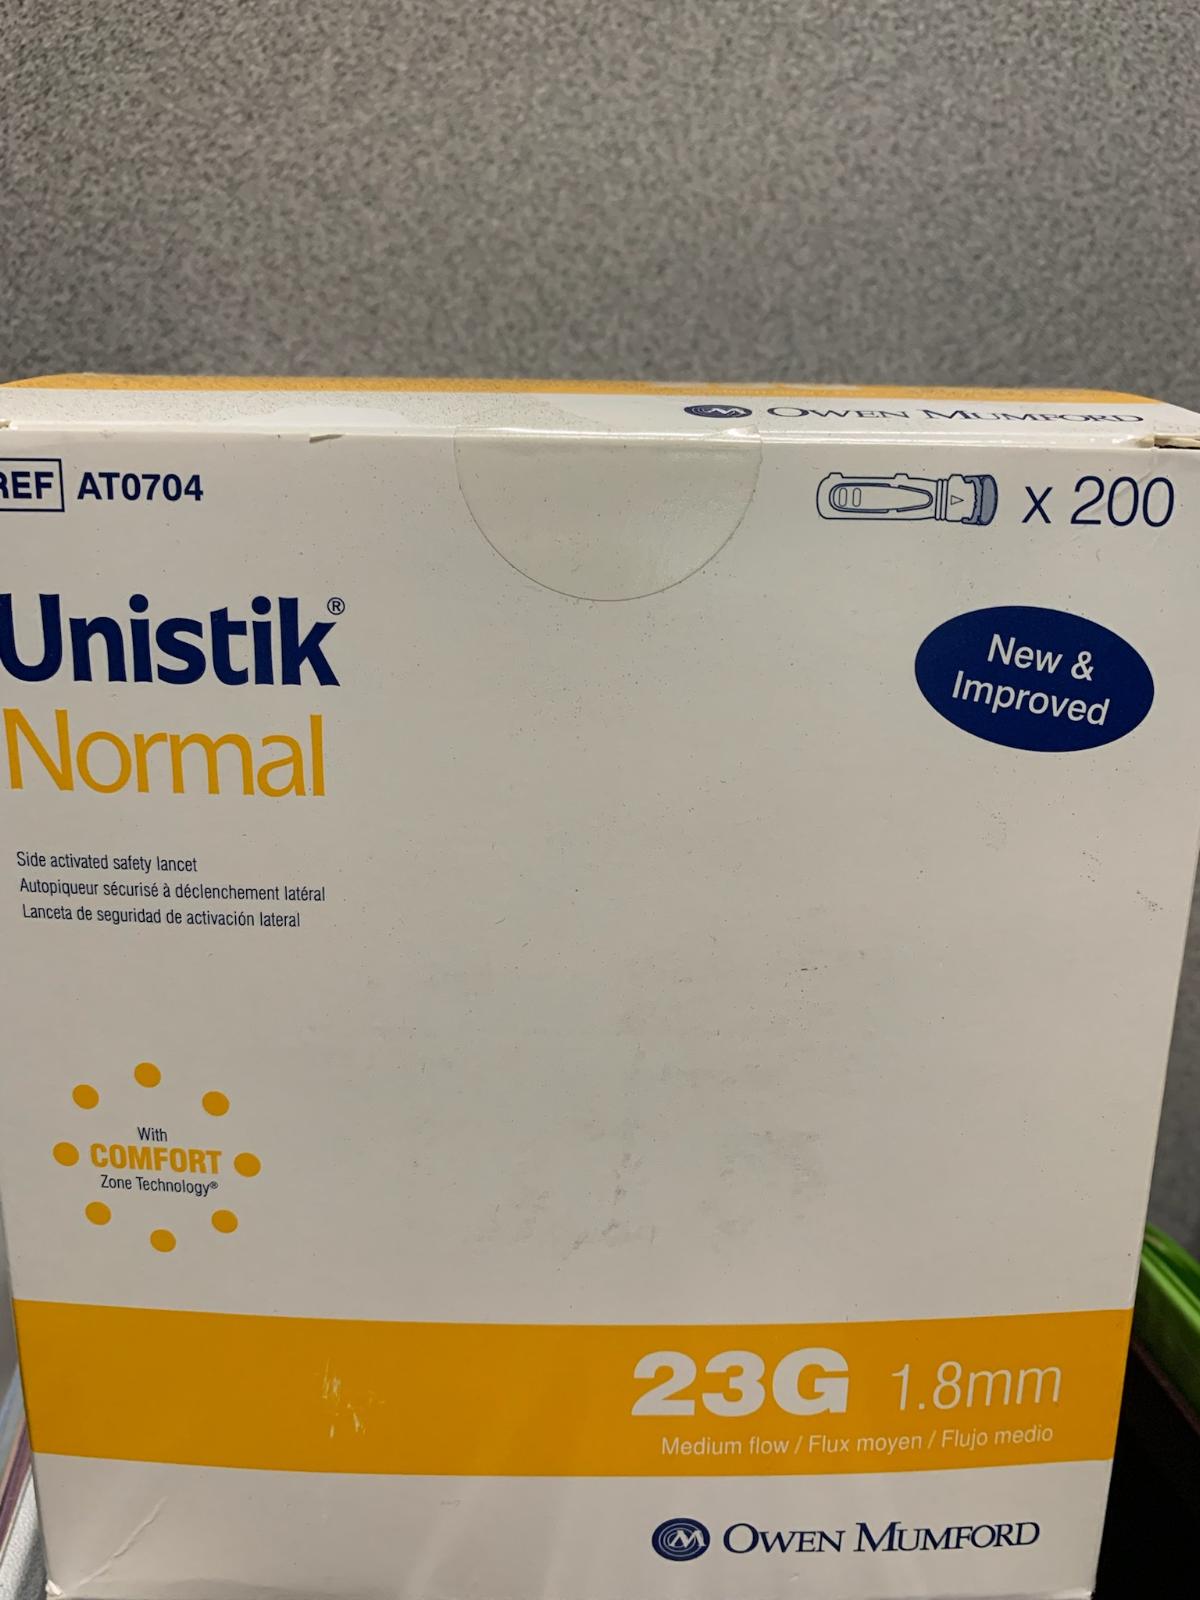 OWEN MUMFORD
REF AT0704
x 200
Unistik®
Normal
New &
Improved
Side activated safety lancet
Autopiqueur sécurisé à déclenchement latéral
Lanceta de seguridad de activación lateral
With
COMFORT
Zone Technology®
23G 1.8mm
Medium flow / Flux moyen / Flujo medio
OWEN MUMFORD